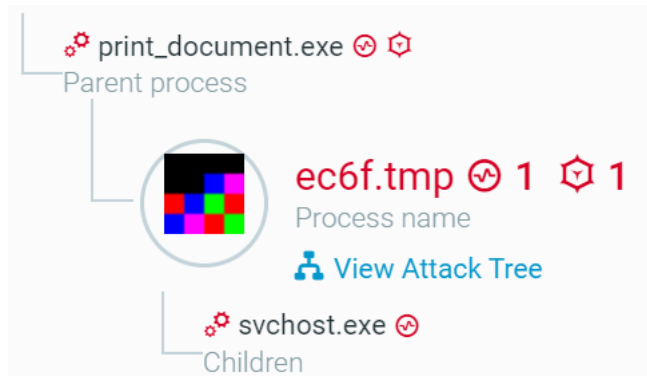 print_document.exe
Parent process
ec6f.tmp 1 1
Process name
View Attack Tree
svchost.exe
Children